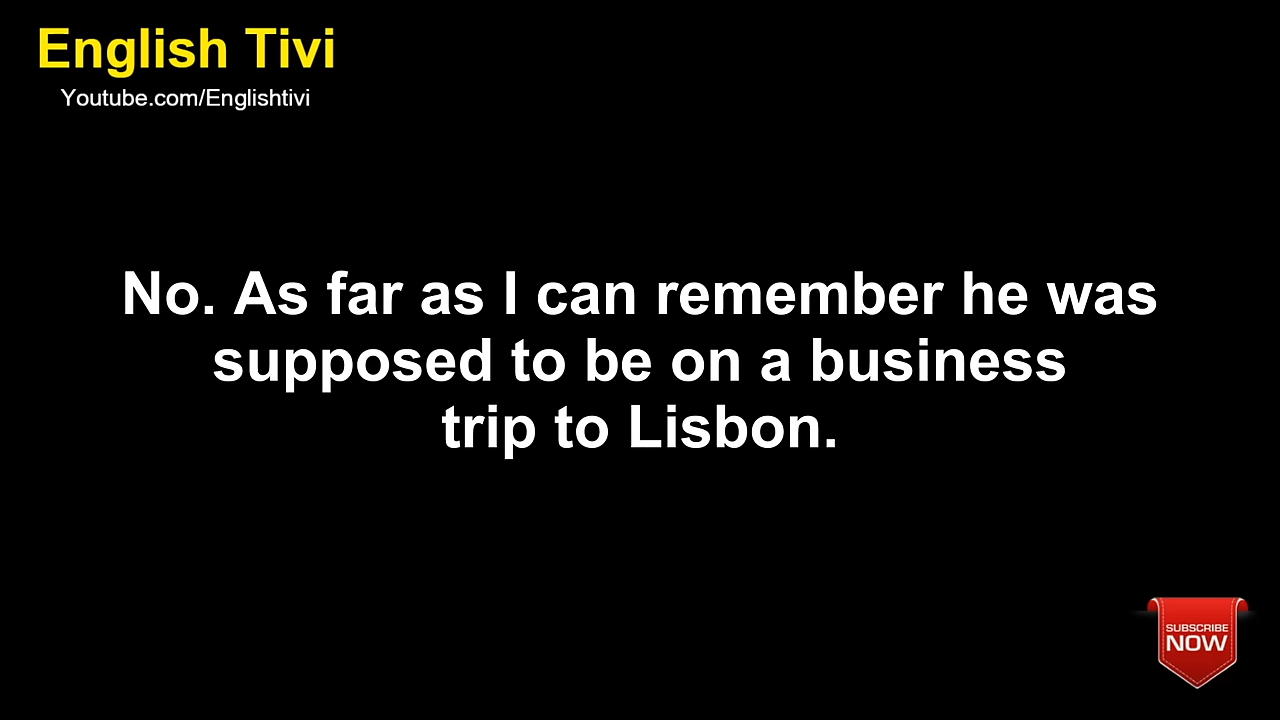 English Tivi
Youtube.com/Englishtivi
No. As far as I can remember he was
supposed to be on a business
trip to Lisbon.
SUBSCRIBE
NOW